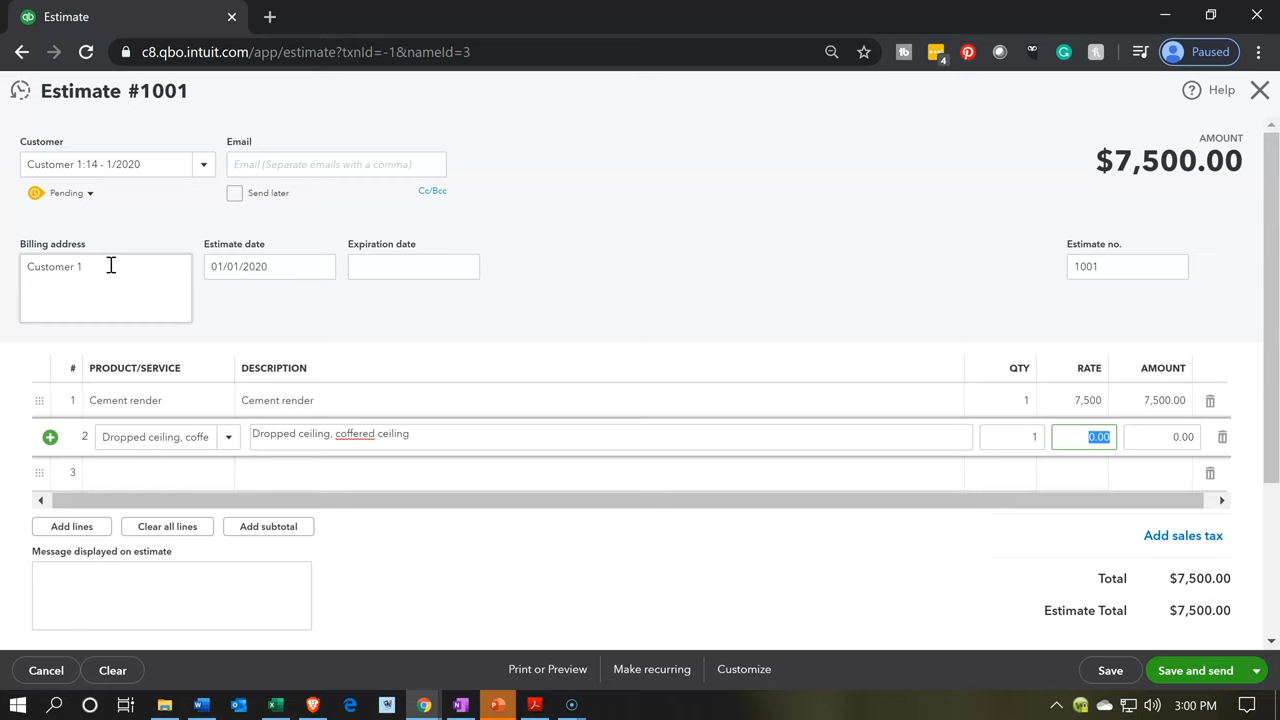 Estimate
c8.qbo.intuit.com/app/estimate?txnId=-1&nameId=3
4
Paused
Estimate #1001
Help
Customer
Email
AMOUNT
Customer 1:14 - 1/2020
Email (Separate emails with a comma)
$7,500.00
Pending
Send later
Cc/Bcc
Billing address
Estimate date
Expiration date
Estimate no.
Customer 1
01/01/2020
1001
# PRODUCT/SERVICE DESCRIPTION QTY RATE AMOUNT
1 Cement render Cement render 1 7,500 7,500.00
2 Dropped ceiling, coffe Dropped ceiling, coffered ceiling 1 0.00 0.00
3
Add lines
Clear all lines
Add subtotal
Add sales tax
Message displayed on estimate
Total $7,500.00
Estimate Total $7,500.00
Cancel
Clear
Print or Preview
Make recurring
Customize
Save
Save and send
3:00 PM